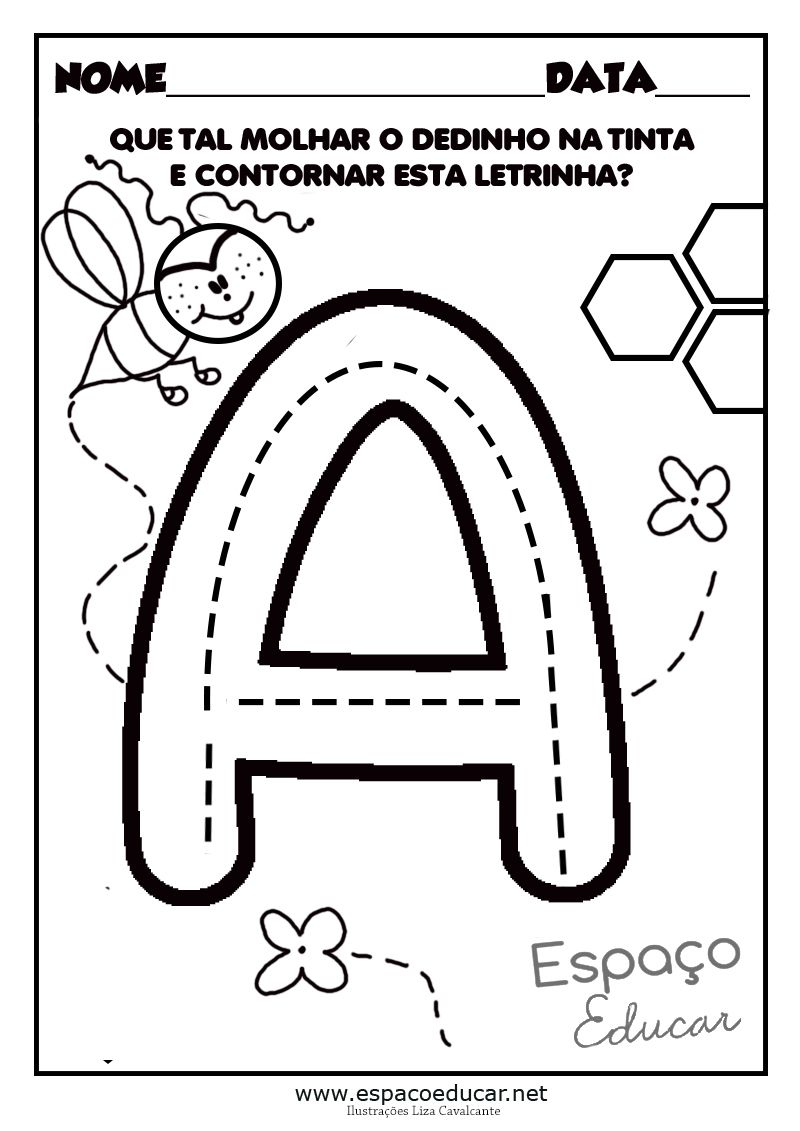 NOME DATA
QUE TAL MOLHAR O DEDINHO NA TINTA
E CONTORNAR ESTA LETRINHA?
A
Espaço
Educar
www.espacoeducar.net
Ilustrações Liza Cavalcante